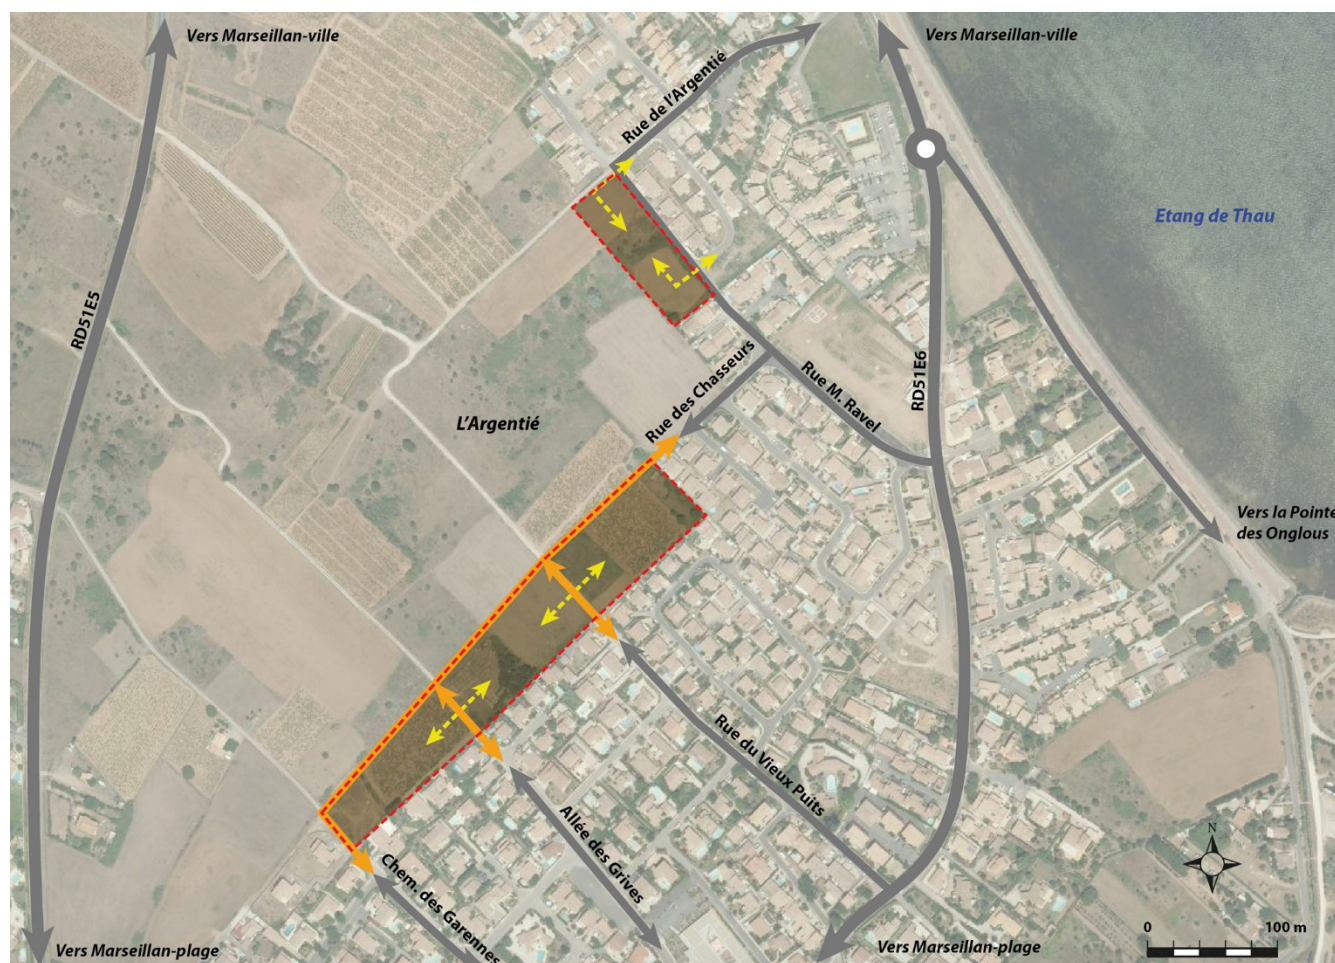 Vers Marseillan-ville
Vers Marseillan-ville
Rue de l'Argentié
Etang de Thau
RD51E5
RD51E6
Rue des Chasseurs
Rue M. Ravel
L'Argentié
Vers la Pointe
des Onglous
Rue du Vieux Puits
Allée des Grives
Chem. des Garennes
N
0
100 m
Vers Marseillan-plage
Vers Marseillan-plage